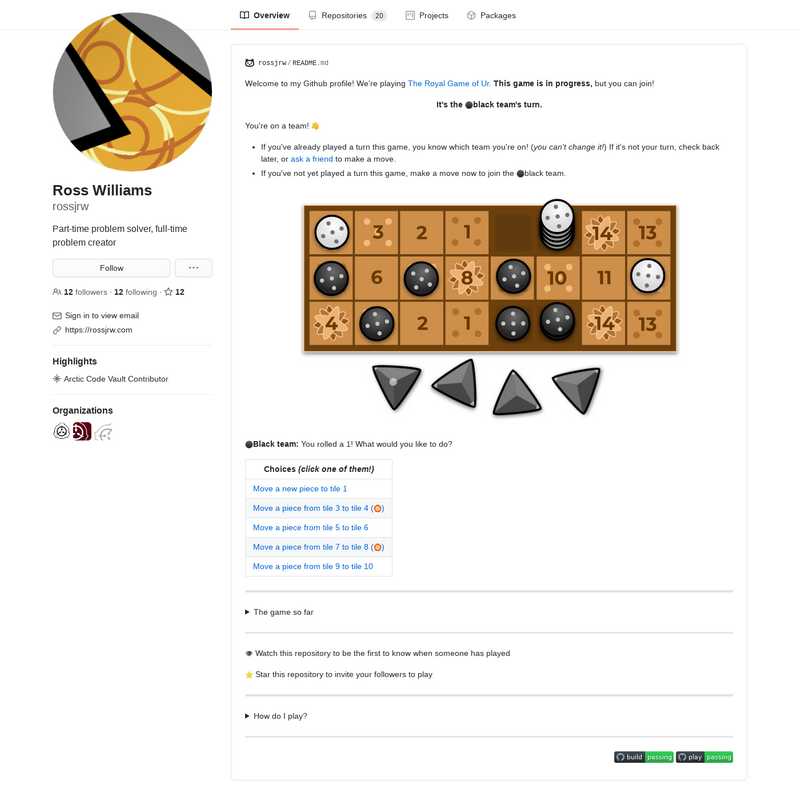 Overview
Repositories 20
Projects
Packages
Ross Williams
rossjrw
Part-time problem solver, full-time
problem creator
Follow
12 followers · 12 following · 12
Sign in to view email
https://rossjrw.com
Highlights
Arctic Code Vault Contributor
Organizations
rossjrw/README.md
Welcome to my Github profile! We're playing The Royal Game of Ur. This game is in progress, but you can join!
It's the black team's turn.
You're on a team! 👋
• If you've already played a turn this game, you know which team you're on! (you can't change it!) If it's not your turn, check back
later, or ask a friend to make a move.
• If you've not yet played a turn this game, make a move now to join the black team.
3 2 1 14 13
6 8 10 11
4 2 1 14 13
Black team: You rolled a 1! What would you like to do?
Choices (click one of them!)
Move a new piece to tile 1
Move a piece from tile 3 to tile 4 (🏵)
Move a piece from tile 5 to tile 6
Move a piece from tile 7 to tile 8 (🏵)
Move a piece from tile 9 to tile 10
The game so far
👁 Watch this repository to be the first to know when someone has played
⭐ Star this repository to invite your followers to play
How do I play?
build passing play passing